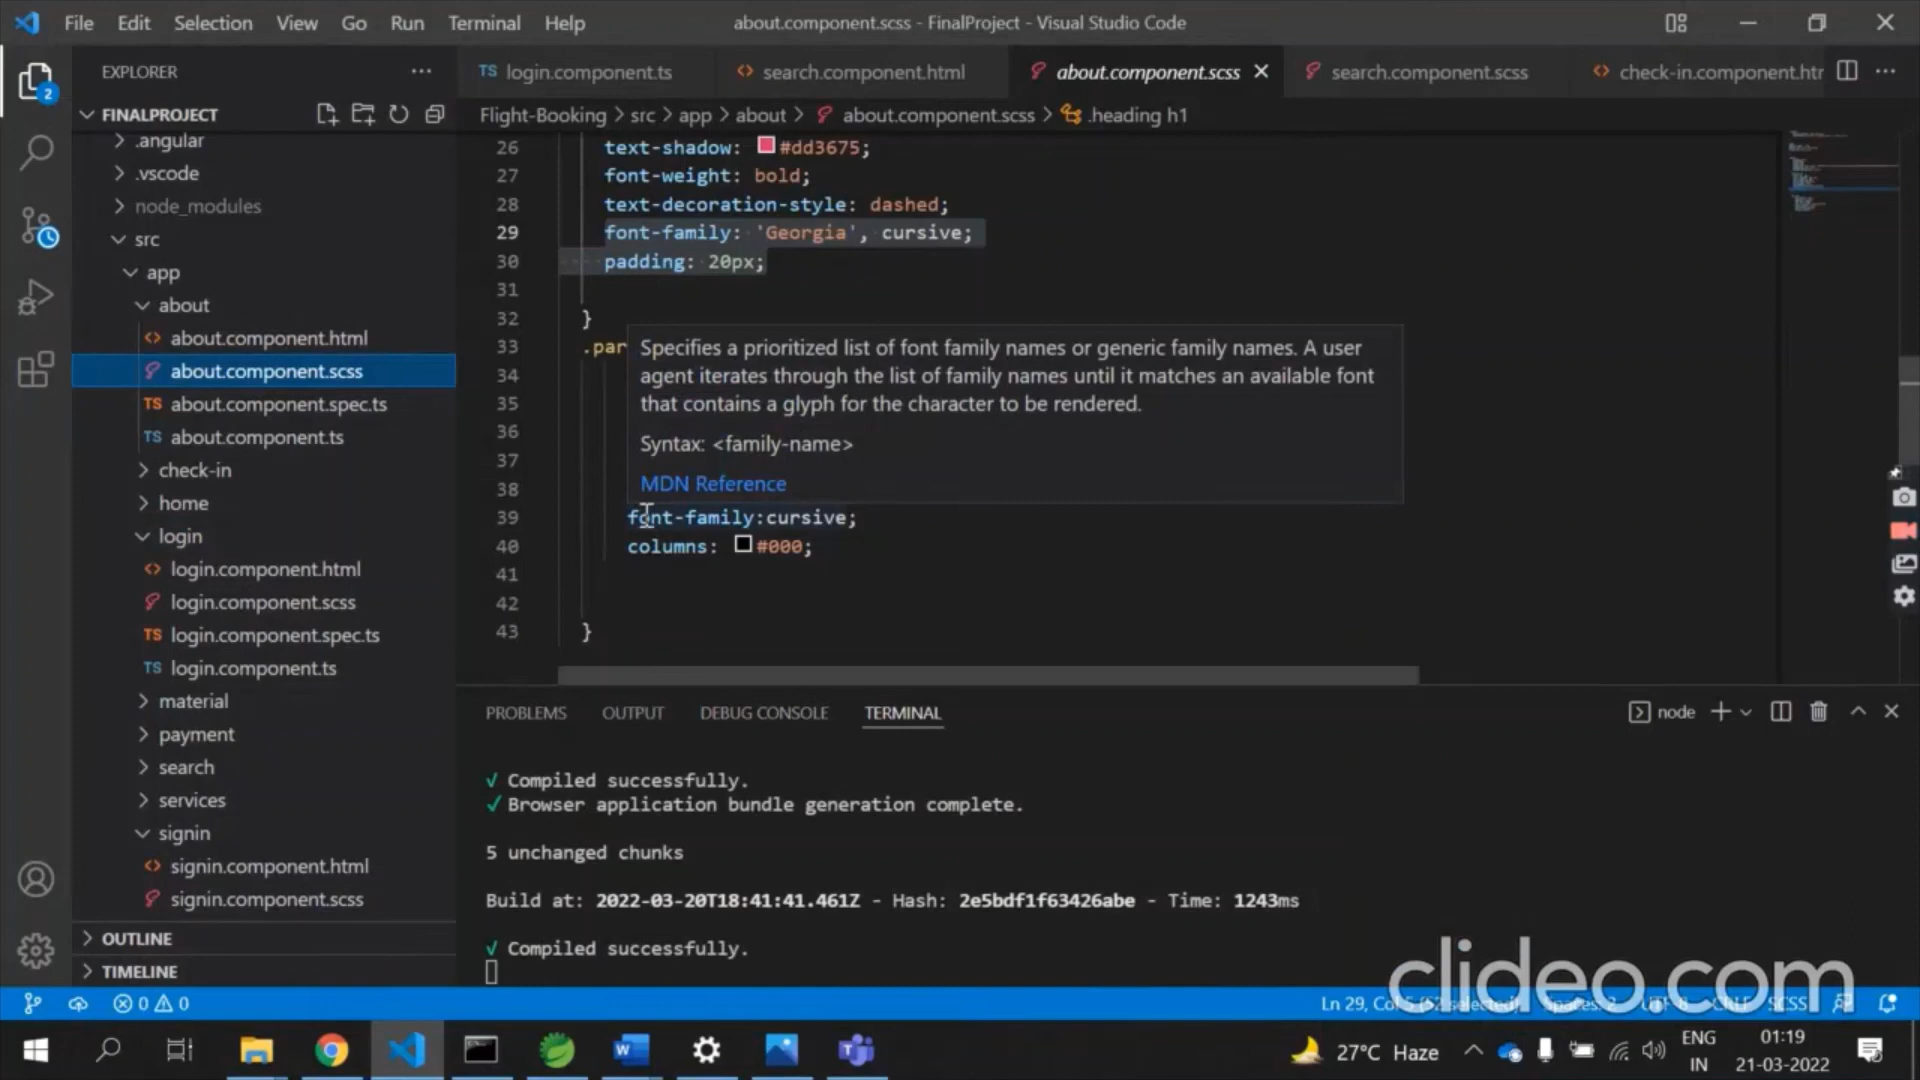 File Edit Selection View Go Run Terminal Help
about.component.scss - FinalProject - Visual Studio Code
EXPLORER
FINALPROJECT
.angular
.vscode
node_modules
src
app
about
about.component.html
about.component.scss
about.component.spec.ts
about.component.ts
check-in
home
login
login.component.html
login.component.scss
login.component.spec.ts
login.component.ts
material
payment
search
services
signin
signin.component.html
signin.component.scss
OUTLINE
TIMELINE
2
TS login.component.ts search.component.html about.component.scss search.component.scss check-in.component.htm
Flight-Booking > src > app > about > about.component.scss > .heading h1
26 text-shadow: #dd3675;
27 font-weight: bold;
28 text-decoration-style: dashed;
29 font-family: 'Georgia', cursive;
30 padding: 20px;
31
32 }
33 .par
34
35
36
37
38
39 font-family:cursive;
40 columns: #000;
41
42
43 }
Specifies a prioritized list of font family names or generic family names. A user
agent iterates through the list of family names until it matches an available font
that contains a glyph for the character to be rendered.
Syntax: <family-name>
MDN Reference
PROBLEMS OUTPUT DEBUG CONSOLE TERMINAL
node
√ Compiled successfully.
√ Browser application bundle generation complete.
5 unchanged chunks
Build at: 2022-03-20T18:41:41.461Z - Hash: 2e5bdf1f63426abe - Time: 1243ms
√ Compiled successfully.
clideo.com
0 0
Ln 29, Col 5 (52 selected) Spaces: 2 UTF-8 CRLF SCSS
27°C Haze
ENG
IN
01:19
21-03-2022